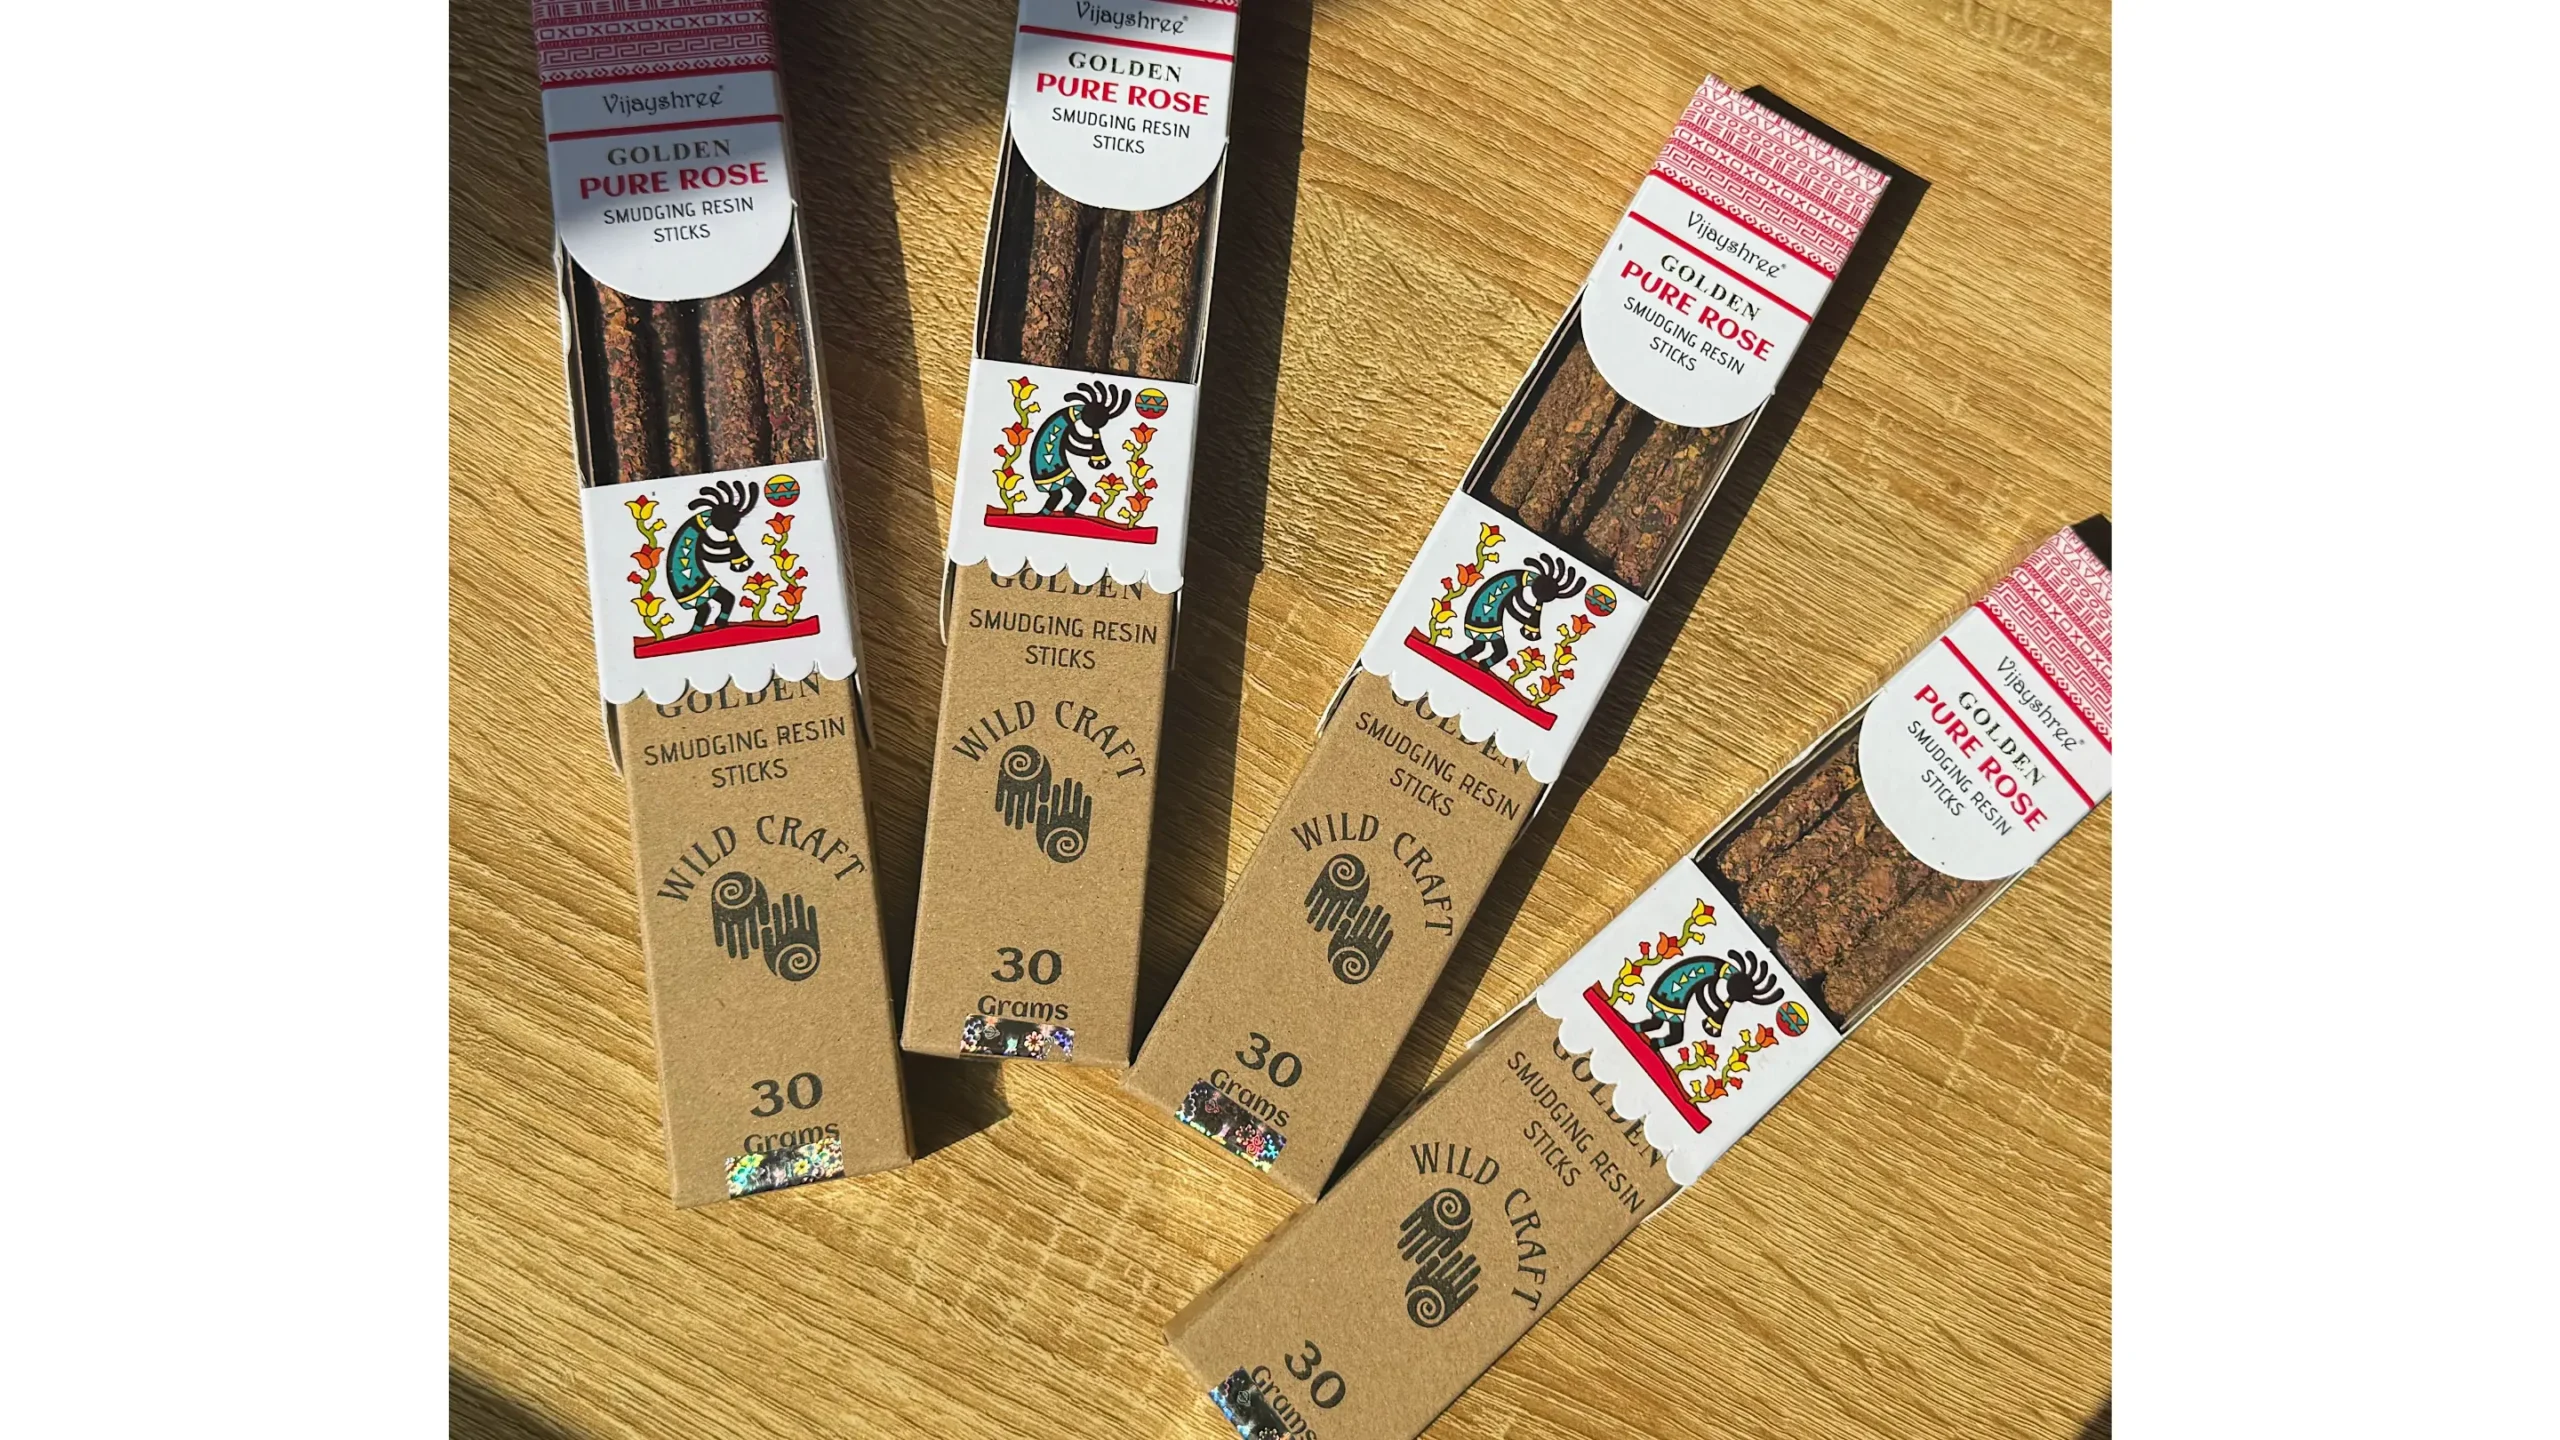 Vijayshree®
GOLDEN
PURE ROSE
SMUDGING RESIN
STICKS
GOLDEN
SMUDGING RESIN
STICKS
WILD CRAFT
30
Grams
Vijayshree®
GOLDEN
PURE ROSE
SMUDGING RESIN
STICKS
GOLDEN
SMUDGING RESIN
STICKS
WILD CRAFT
30
Grams
Vijayshree®
GOLDEN
PURE ROSE
SMUDGING RESIN
STICKS
GOLDEN
SMUDGING RESIN
STICKS
WILD CRAFT
30
Grams
Vijayshree®
GOLDEN
PURE ROSE
SMUDGING RESIN
STICKS
GOLDEN
SMUDGING RESIN
STICKS
WILD CRAFT
30
Grams